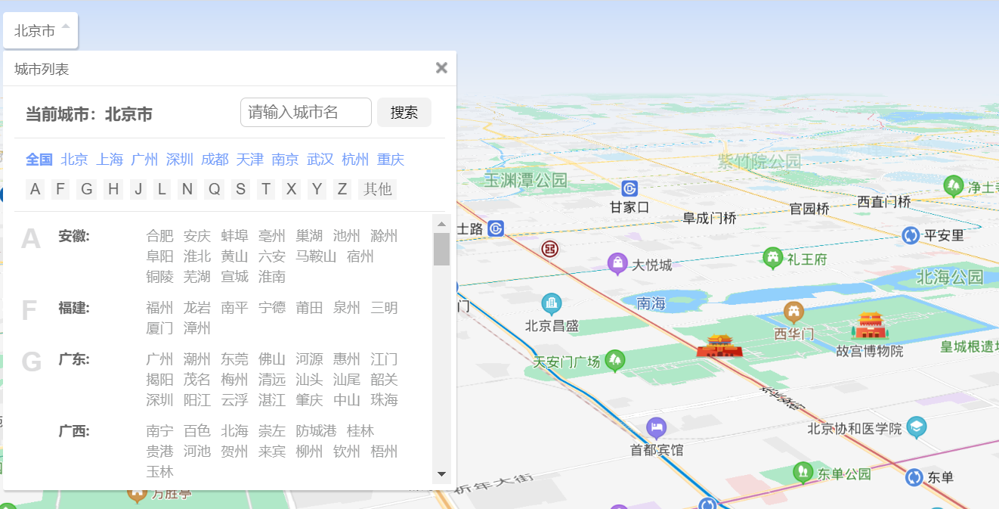 北京市
城市列表
当前城市：北京市
请输入城市名
搜索
全国 北京 上海 广州 深圳 成都 天津 南京 武汉 杭州 重庆
A F G H J L N Q S T X Y Z 其他
A 安徽: 合肥 安庆 蚌埠 亳州 巢湖 池州 滁州
阜阳 淮北 黄山 六安 马鞍山 宿州
铜陵 芜湖 宣城 淮南
F 福建: 福州 龙岩 南平 宁德 莆田 泉州 三明
厦门 漳州
G 广东: 广州 潮州 东莞 佛山 河源 惠州 江门
揭阳 茂名 梅州 清远 汕头 汕尾 韶关
深圳 阳江 云浮 湛江 肇庆 中山 珠海
广西: 南宁 百色 北海 崇左 防城港 桂林
贵港 河池 贺州 来宾 柳州 钦州 梧州
玉林
紫竹院公园
玉渊潭公园
净土寺
甘家口
阜成门桥
官园桥
西直门桥
士路
平安里
大悦城
礼王府
北海公园
南海
门
北京昌盛
西华门
故宫博物院
皇城根遗址
天安门广场
北京协和医学院
首都宾馆
东单公园
东单
祈年大街
万胜亭